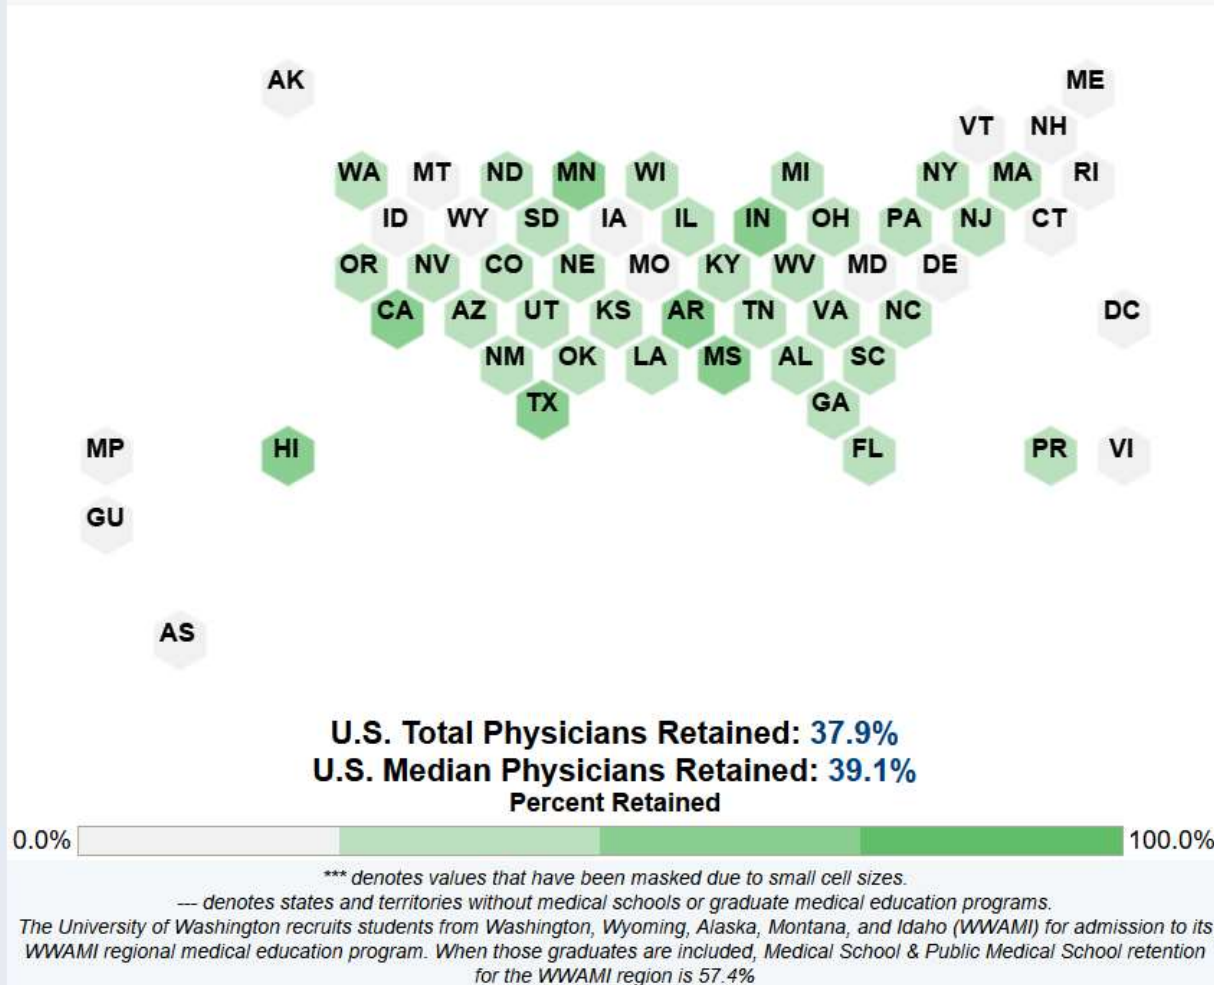 AK ME
VT NH
WA MT ND MN WI MI NY MA RI
ID WY SD IA IL IN OH PA NJ CT
OR NV CO NE MO KY WV MD DE
CA AZ UT KS AR TN VA NC DC
NM OK LA MS AL SC
TX GA
MP HI FL PR VI
GU
AS
U.S. Total Physicians Retained: 37.9%
U.S. Median Physicians Retained: 39.1%
Percent Retained
0.0% 100.0%
*** denotes values that have been masked due to small cell sizes.
--- denotes states and territories without medical schools or graduate medical education programs.
The University of Washington recruits students from Washington, Wyoming, Alaska, Montana, and Idaho (WWAMI) for admission to its
WWAMI regional medical education program. When those graduates are included, Medical School & Public Medical School retention
for the WWAMI region is 57.4%